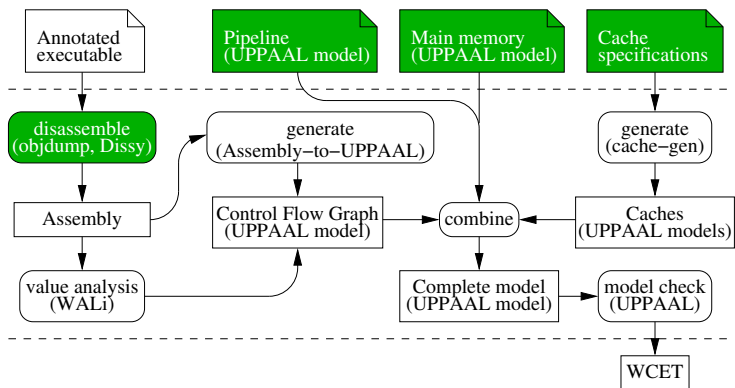 Annotated
executable
Pipeline
(UPPAAL model)
Main memory
(UPPAAL model)
Cache
specifications
disassemble
(objdump, Dissy)
generate
(Assembly−to−UPPAAL)
generate
(cache−gen)
Assembly
Control Flow Graph
(UPPAAL model)
combine
Caches
(UPPAAL models)
value analysis
(WALi)
Complete model
(UPPAAL model)
model check
(UPPAAL)
WCET